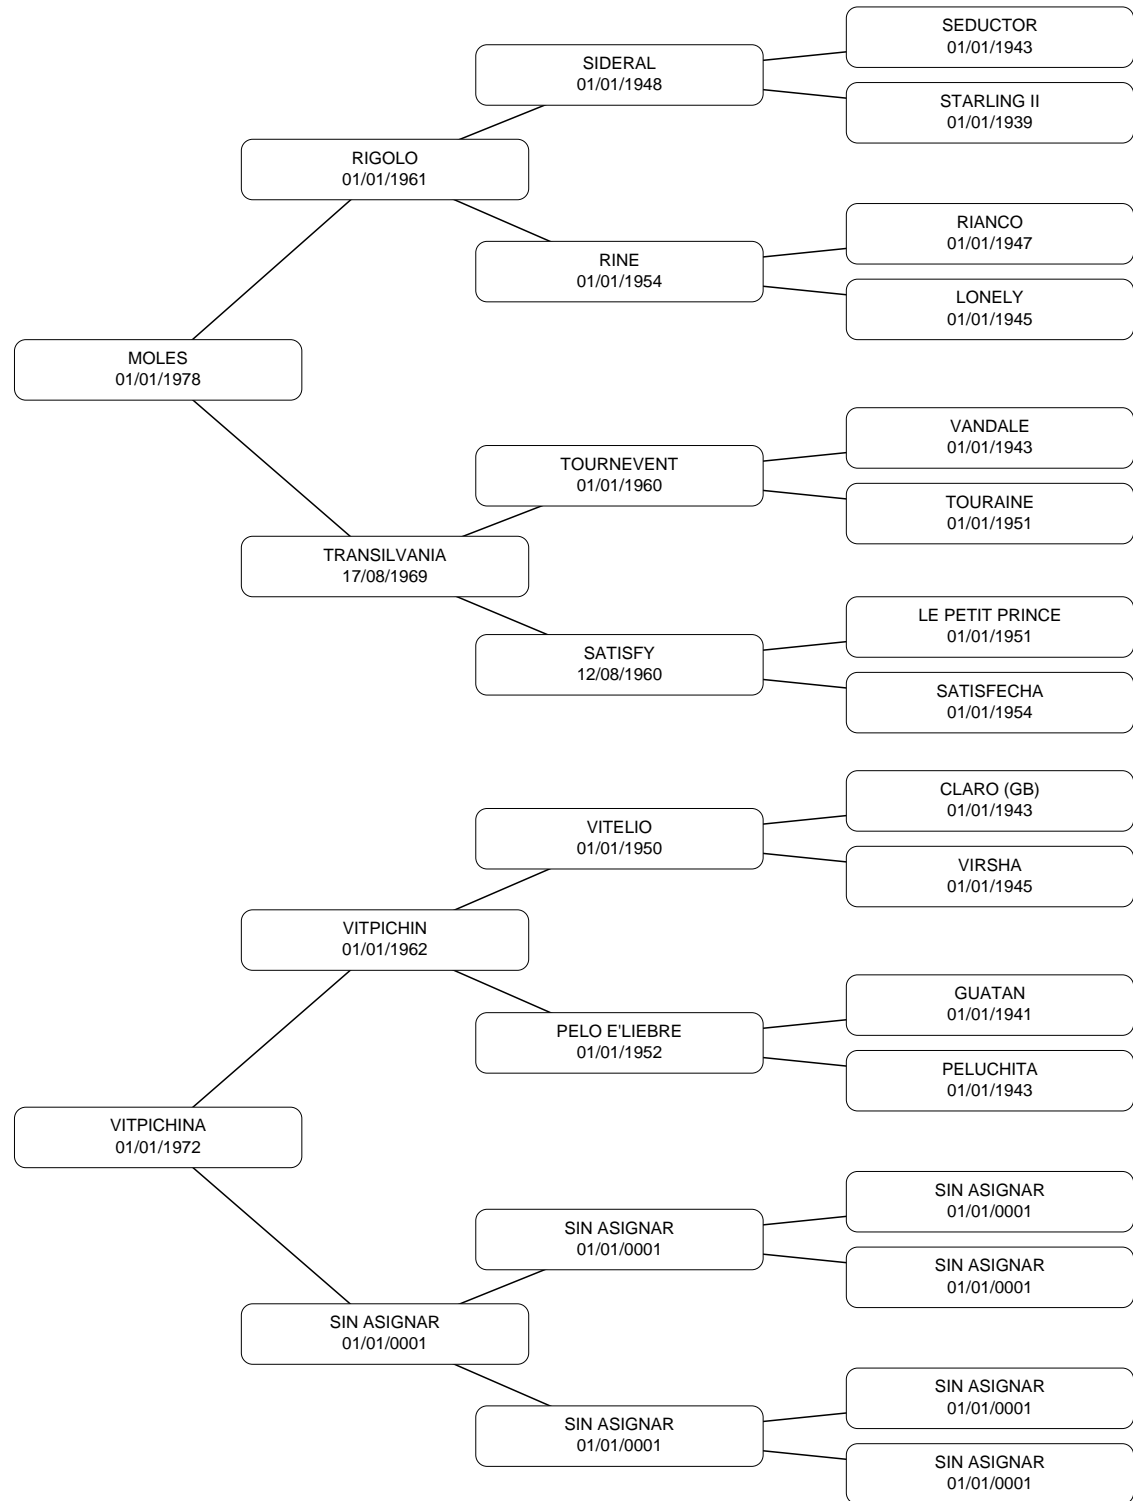 SEDUCTOR
01/01/1943
SIDERAL
01/01/1948
STARLING II
01/01/1939
RIGOLO
01/01/1961
RIANCO
01/01/1947
RINE
01/01/1954
LONELY
01/01/1945
MOLES
01/01/1978
VANDALE
01/01/1943
TOURNEVENT
01/01/1960
TOURAINE
01/01/1951
TRANSILVANIA
17/08/1969
LE PETIT PRINCE
01/01/1951
SATISFY
12/08/1960
SATISFECHA
01/01/1954
CLARO (GB)
01/01/1943
VITELIO
01/01/1950
VIRSHA
01/01/1945
VITPICHIN
01/01/1962
GUATAN
01/01/1941
PELO E'LIEBRE
01/01/1952
PELUCHITA
01/01/1943
VITPICHINA
01/01/1972
SIN ASIGNAR
01/01/0001
SIN ASIGNAR
01/01/0001
SIN ASIGNAR
01/01/0001
SIN ASIGNAR
01/01/0001
SIN ASIGNAR
01/01/0001
SIN ASIGNAR
01/01/0001
SIN ASIGNAR
01/01/0001